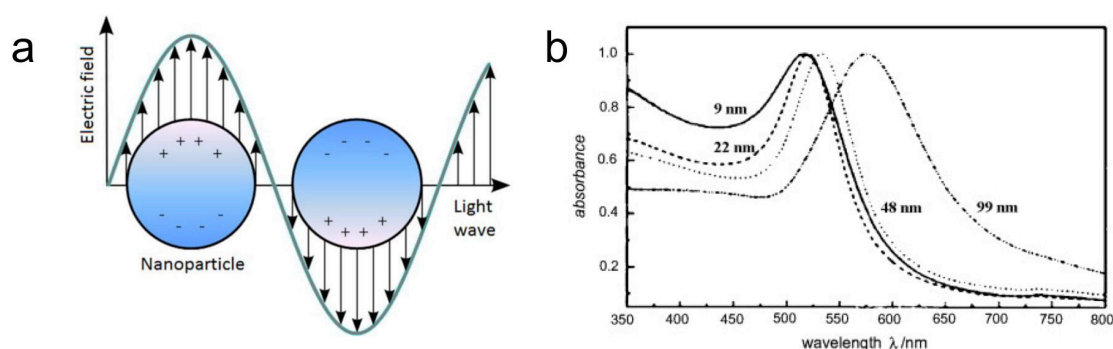 a
Electric field
+ + + +
- - - -
Nanoparticle
- - - -
+ + + +
Light
wave
b
absorbance
1.0
0.8
0.6
0.4
0.2
9 nm
22 nm
48 nm
99 nm
350 400 450 500 550 600 650 700 750 800
wavelength λ /nm